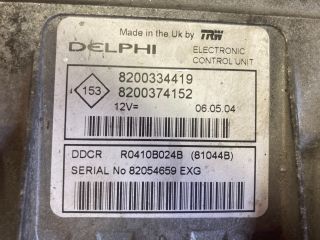 Made in the Uk by TRW
DELPHI
ELECTRONIC
CONTROL UNIT
153
8200334419
8200374152
12V= 06.05.04
DDCR R0410B024B (81044B)
SERIAL No 82054659 EXG